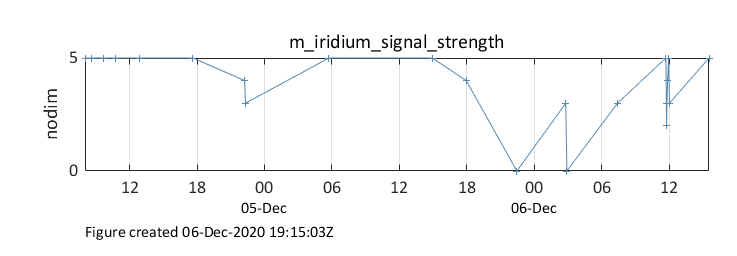 m_iridium_signal_strength
5
nodim
0
12 18 00 06 12 18 00 06 12
05-Dec 06-Dec
Figure created 06-Dec-2020 19:15:03Z